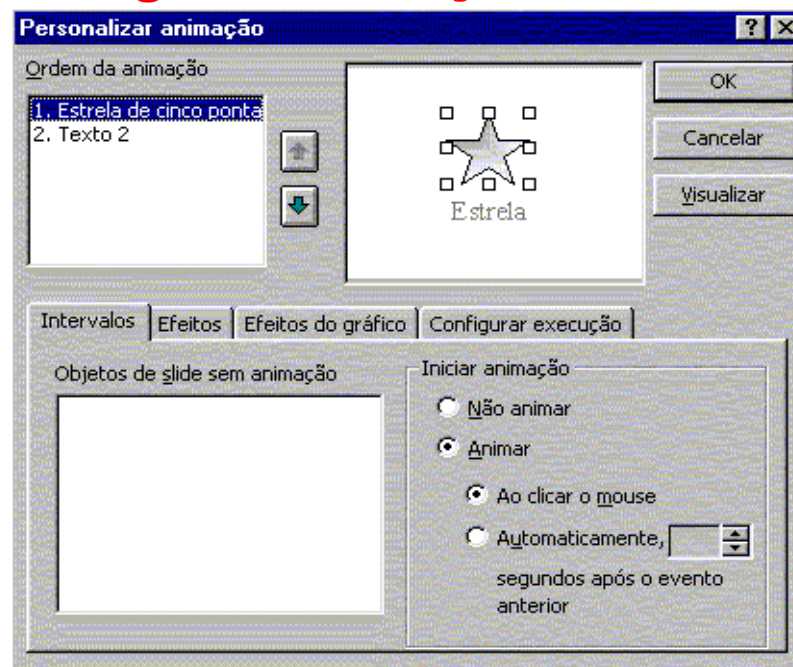 Personalizar animação
Ordem da animação
1. Estrela de cinco ponta
2. Texto 2
Estrela
OK
Cancelar
Visualizar
Intervalos
Efeitos
Efeitos do gráfico
Configurar execução
Objetos de slide sem animação
Iniciar animação
Não animar
Animar
Ao clicar o mouse
Automaticamente,
segundos após o evento
anterior